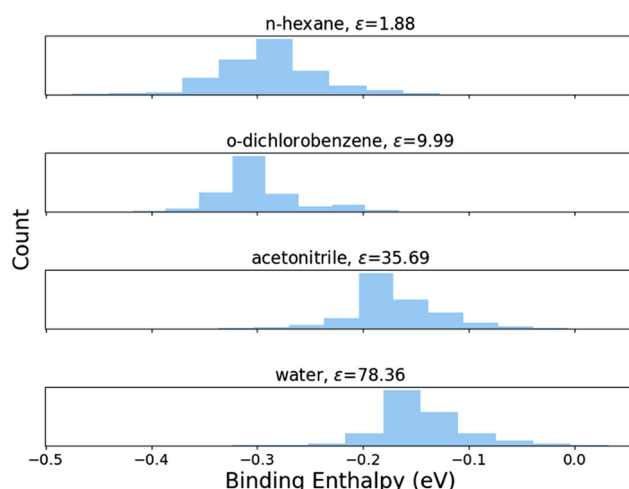 n-hexane, ε=1.88
o-dichlorobenzene, ε=9.99
acetonitrile, ε=35.69
water, ε=78.36
Count
−0.5 −0.4 −0.3 −0.2 −0.1 0.0
Binding Enthalpy (eV)